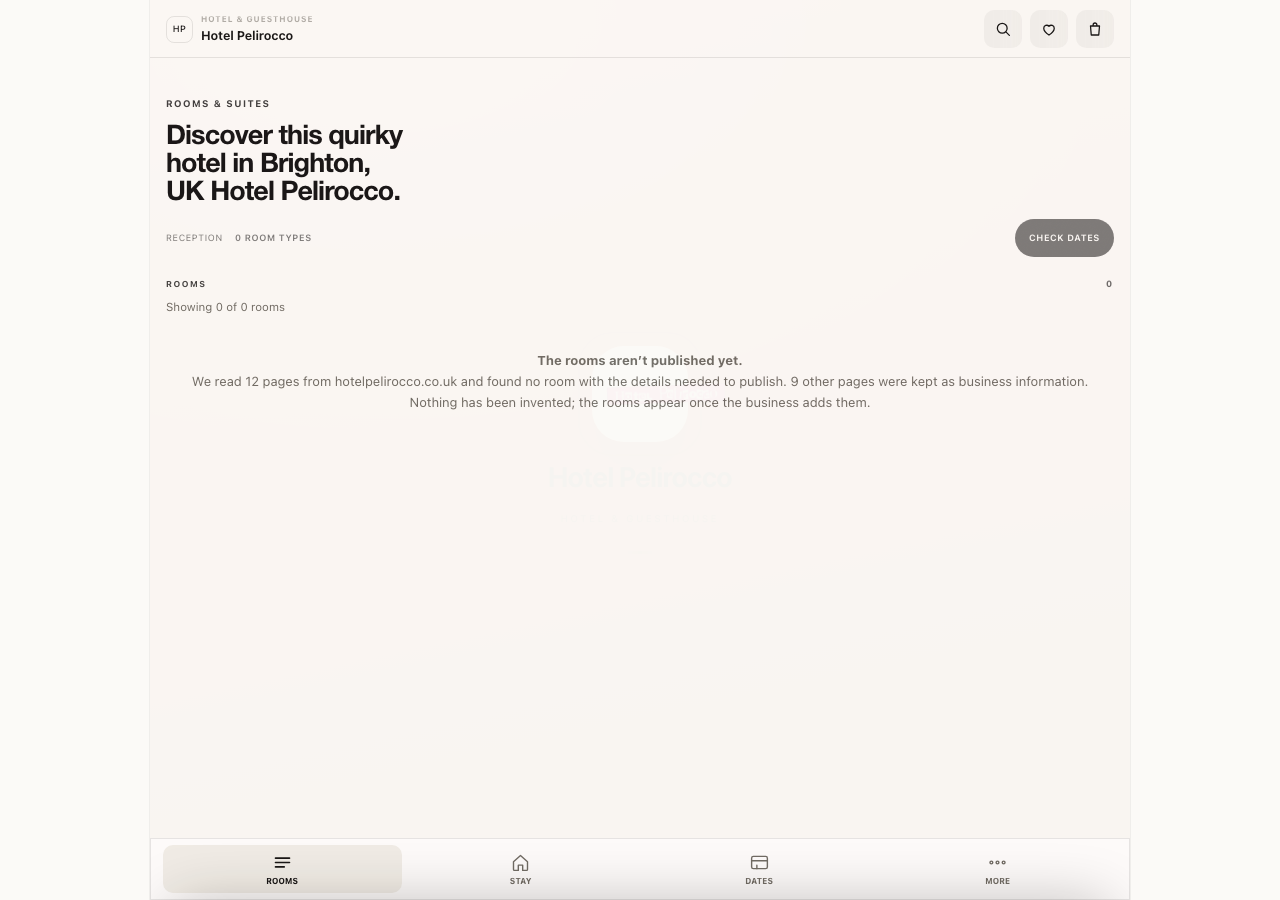 HP
HOTEL & GUESTHOUSE
Hotel Pelirocco
ROOMS & SUITES
Discover this quirky
hotel in Brighton,
UK Hotel Pelirocco.
RECEPTION 0 ROOM TYPES
CHECK DATES
ROOMS 0
Showing 0 of 0 rooms
The rooms aren’t published yet.
We read 12 pages from hotelpelirocco.co.uk and found no room with the details needed to publish. 9 other pages were kept as business information.
Nothing has been invented; the rooms appear once the business adds them.
Hotel Pelirocco
ROOMS
STAY
DATES
MORE